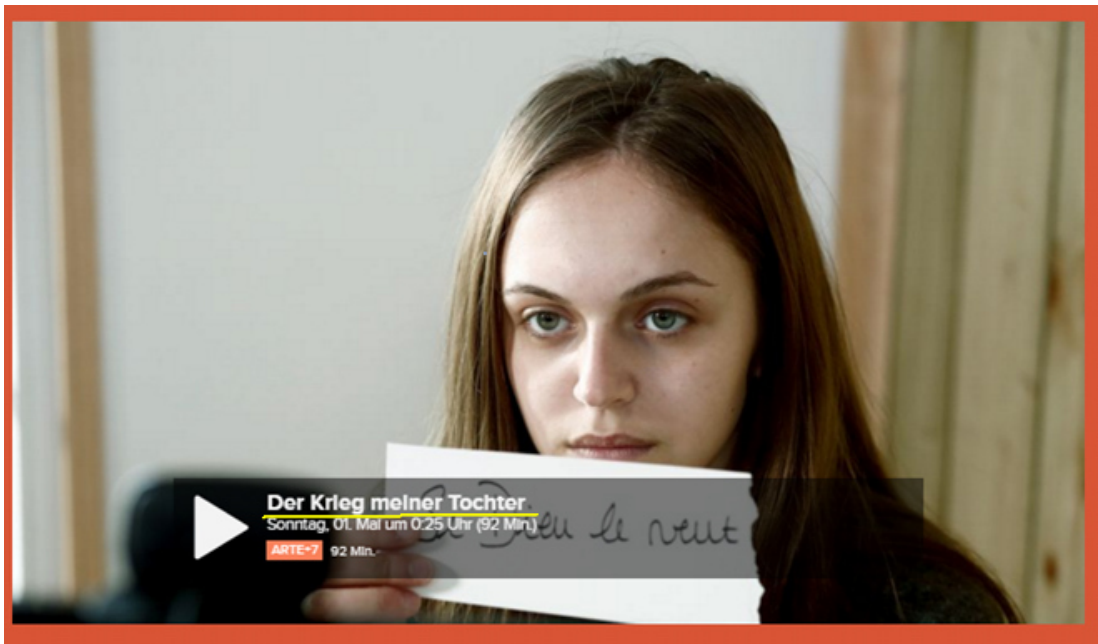 Der Krieg meiner Tochter
Sonntag, 01. Mai um 0:25 Uhr (92 Min.)
Si Dieu le veut
ARTE+7 92 Min.